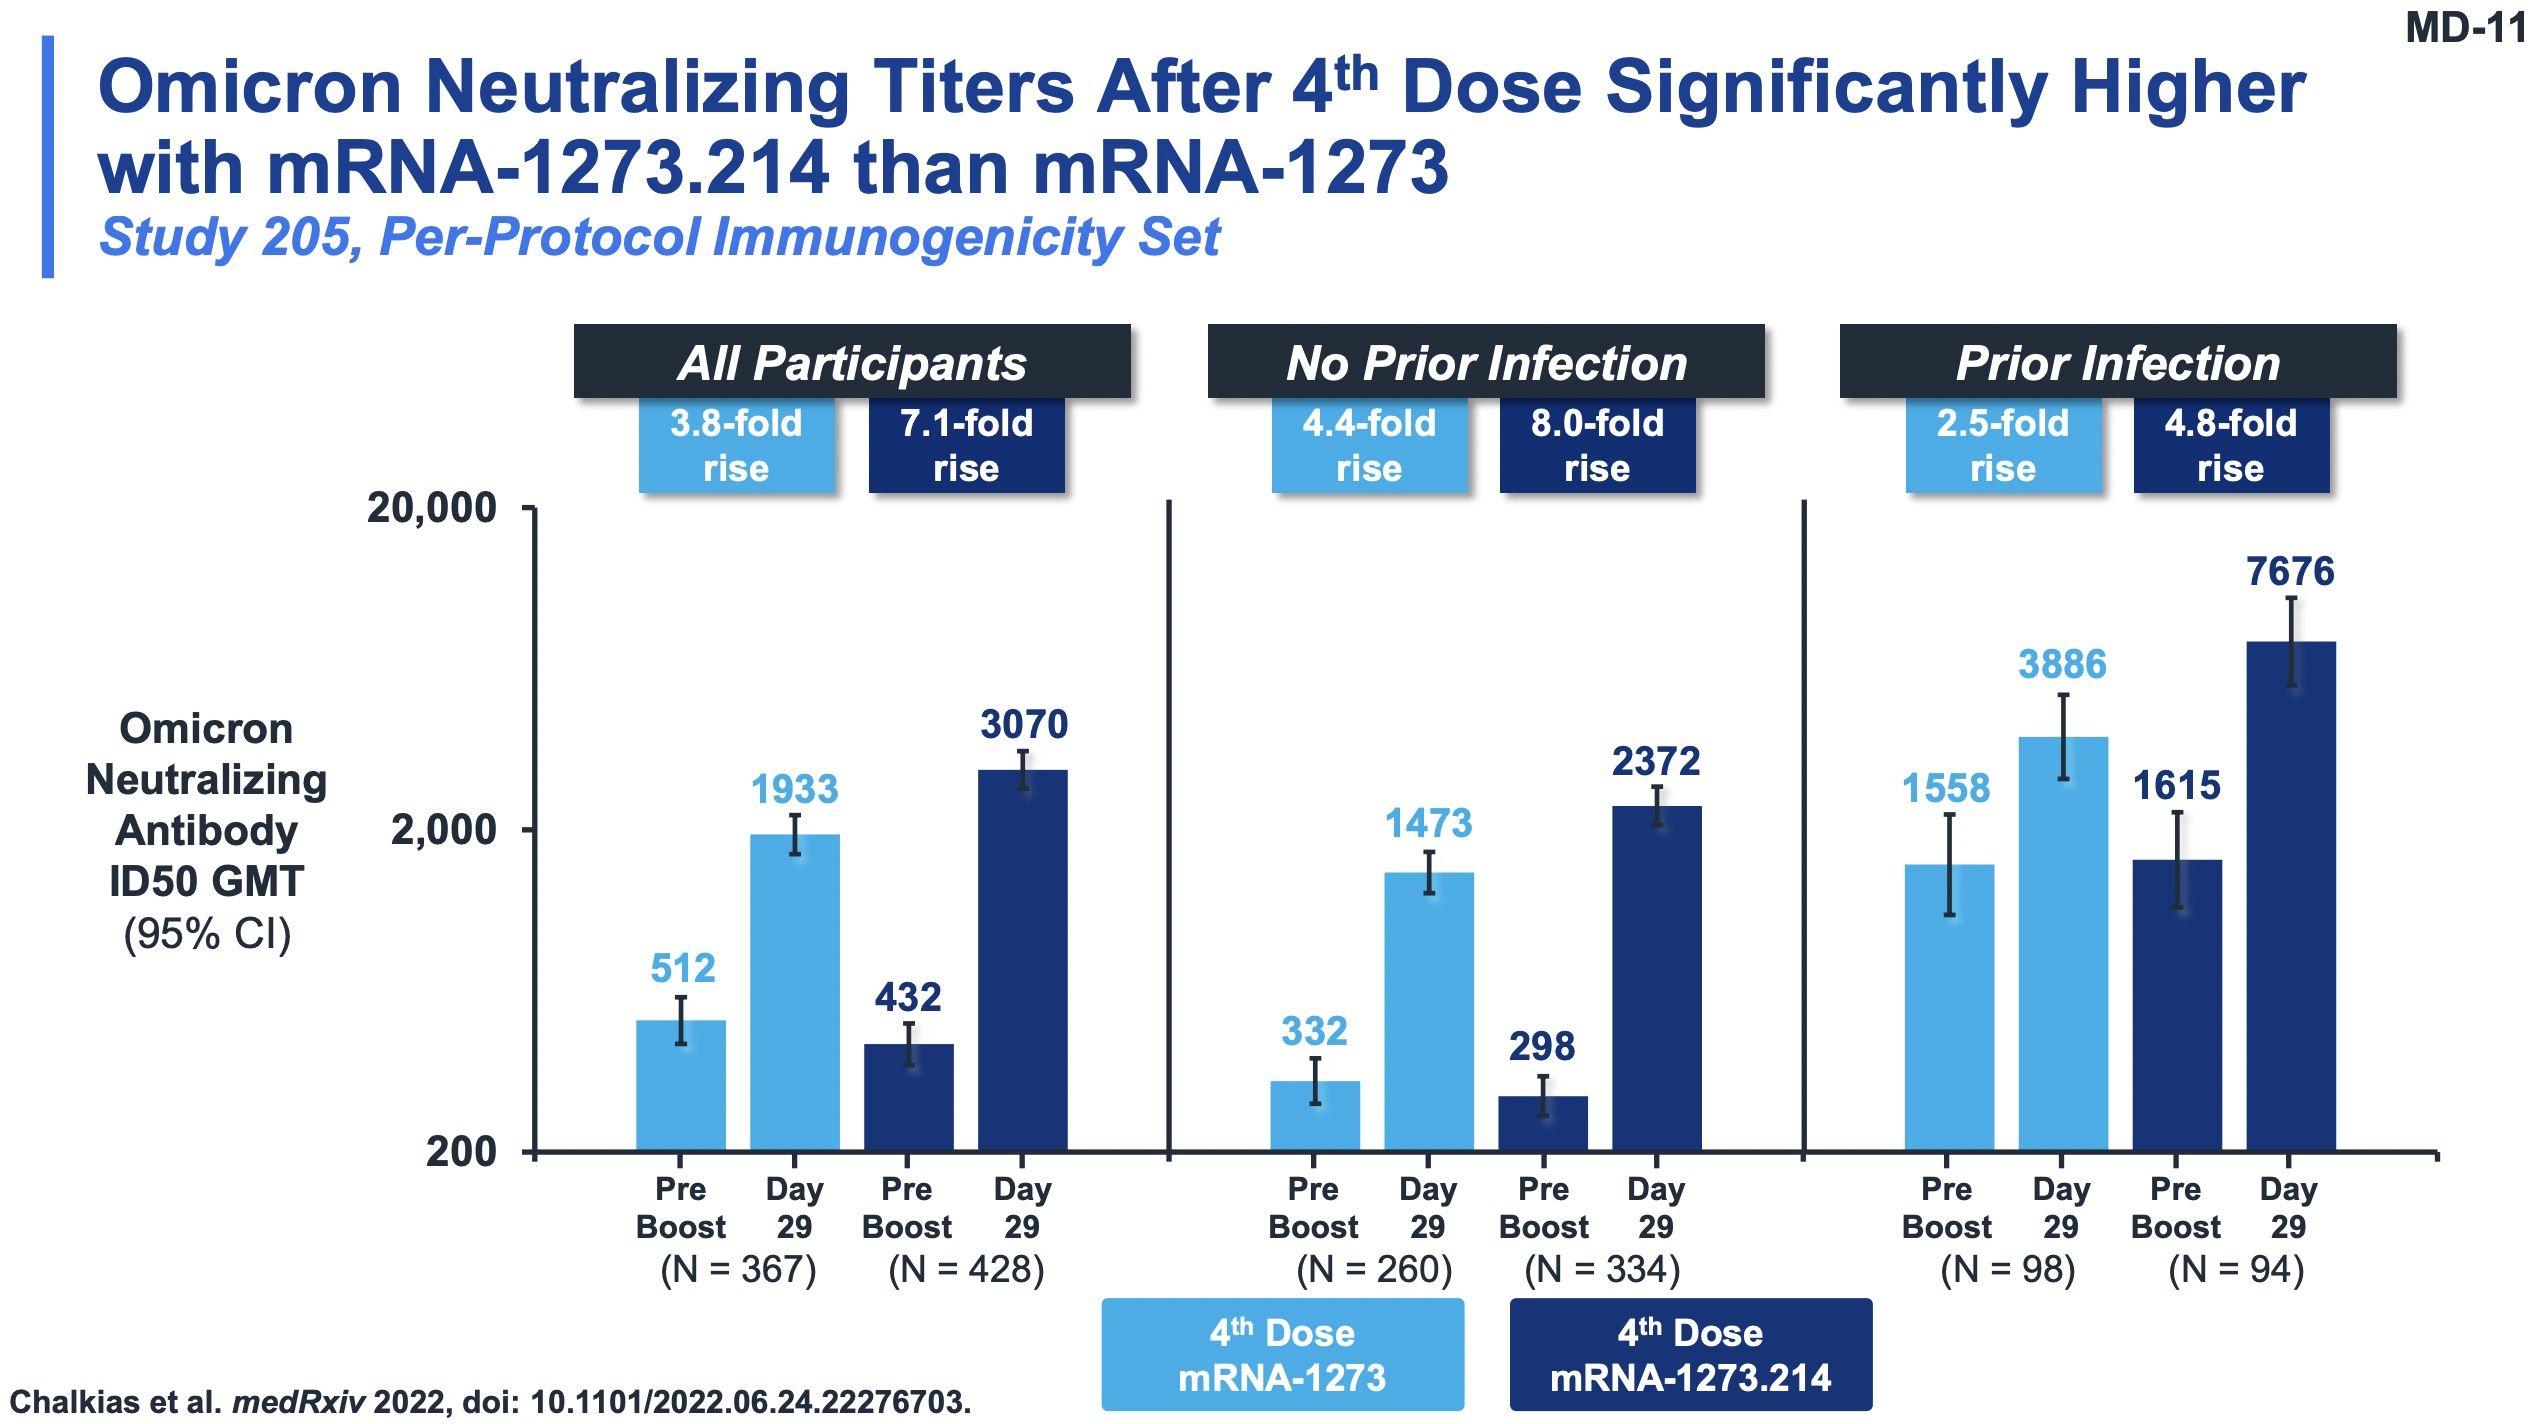 MD-11
Omicron Neutralizing Titers After 4th Dose Significantly Higher
with mRNA-1273.214 than mRNA-1273
Study 205, Per-Protocol Immunogenicity Set
All Participants
No Prior Infection
Prior Infection
3.8-fold
rise
7.1-fold
rise
4.4-fold
rise
8.0-fold
rise
2.5-fold
rise
4.8-fold
rise
Omicron
Neutralizing
Antibody
ID50 GMT
(95% CI)
20,000
2,000
200
512
1933
432
3070
332
1473
298
2372
1558
3886
1615
7676
Pre
Boost
Day
29
Pre
Boost
Day
29
(N = 367)
(N = 428)
Pre
Boost
Day
29
Pre
Boost
Day
29
(N = 260)
(N = 334)
Pre
Boost
Day
29
Pre
Boost
Day
29
(N = 98)
(N = 94)
4th Dose
mRNA-1273
4th Dose
mRNA-1273.214
Chalkias et al. medRxiv 2022, doi: 10.1101/2022.06.24.22276703.